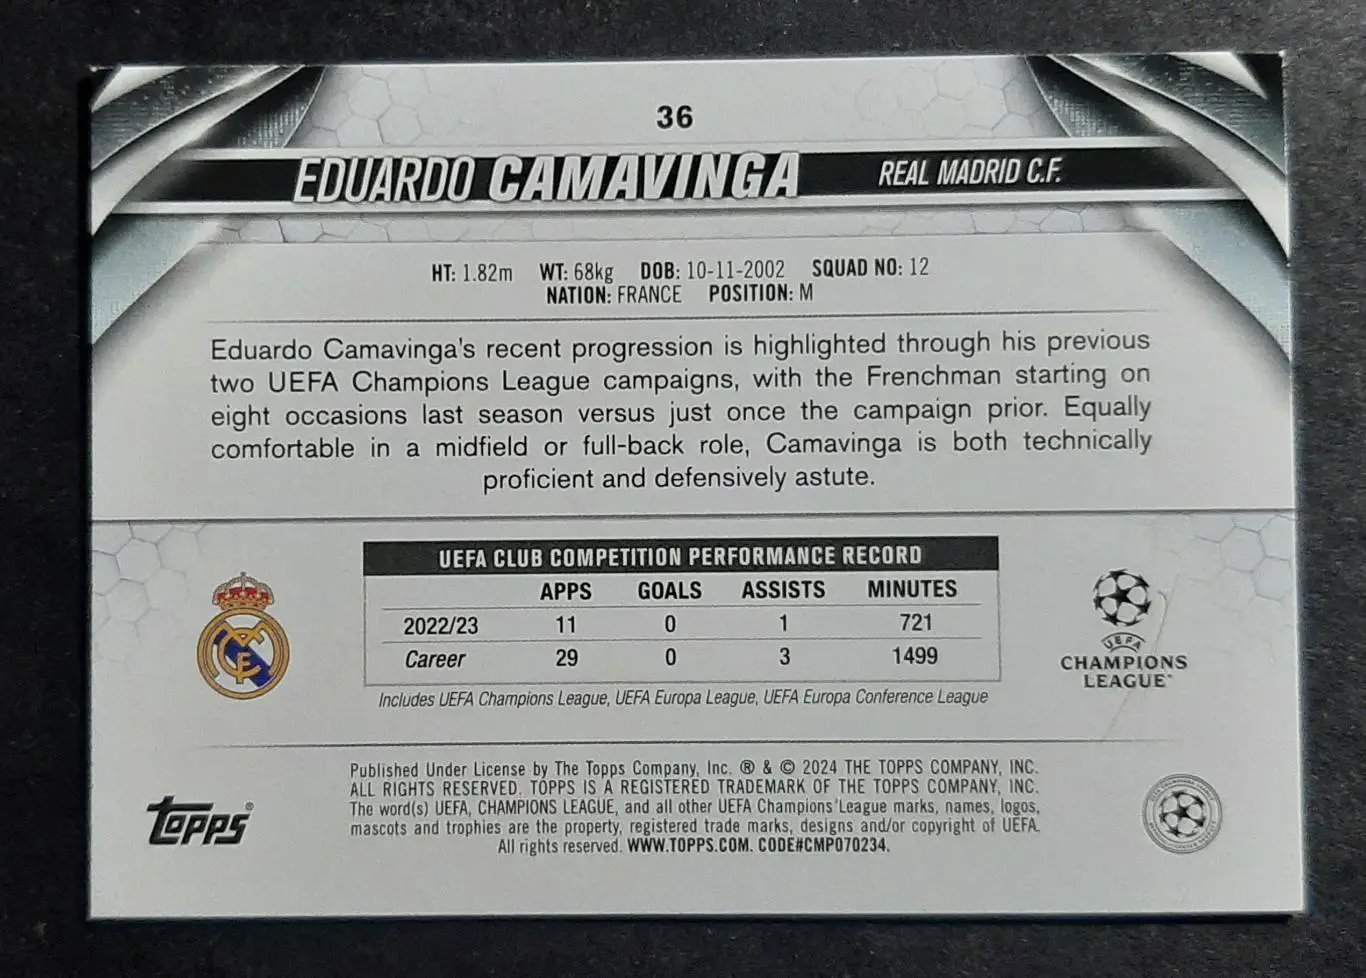 36
EDUARDO CAMAVINGA REAL MADRID C.F.
HT: 1.82m WT: 68kg DOB: 10-11-2002 SQUAD NO: 12
NATION: FRANCE POSITION: M
Eduardo Camavinga's recent progression is highlighted through his previous
two UEFA Champions League campaigns, with the Frenchman starting on
eight occasions last season versus just once the campaign prior. Equally
comfortable in a midfield or full-back role, Camavinga is both technically
proficient and defensively astute.
UEFA CLUB COMPETITION PERFORMANCE RECORD
APPS GOALS ASSISTS MINUTES
2022/23 11 0 1 721
Career 29 0 3 1499
Includes UEFA Champions League, UEFA Europa League, UEFA Europa Conference League
UEFA
CHAMPIONS
LEAGUE™
Published Under License by The Topps Company, Inc. ® & © 2024 THE TOPPS COMPANY, INC.
ALL RIGHTS RESERVED. TOPPS IS A REGISTERED TRADEMARK OF THE TOPPS COMPANY, INC.
The word(s) UEFA, CHAMPIONS LEAGUE, and all other UEFA Champions League marks, names, logos,
mascots and trophies are the property, registered trade marks, designs and/or copyright of UEFA.
All rights reserved. WWW.TOPPS.COM. CODE#CMP070234.
topps®